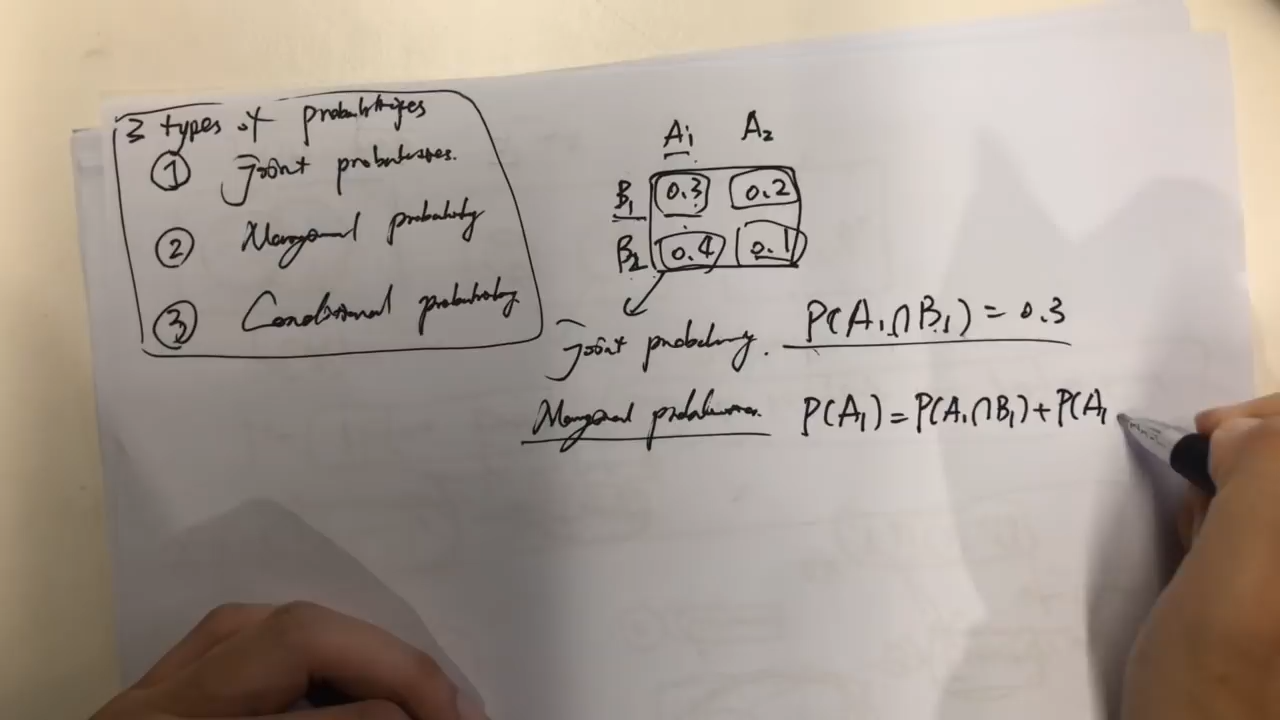 3 types of probabilities
① Joint probabilities.
② Marginal probability
③ Conditional probability
A₁ A₂
B₁ 0.3 0.2
B₂ 0.4 0.1
Joint probability. P(A₁∩B₁) = 0.3
Marginal probabilities. P(A₁) = P(A₁∩B₁) + P(A₁